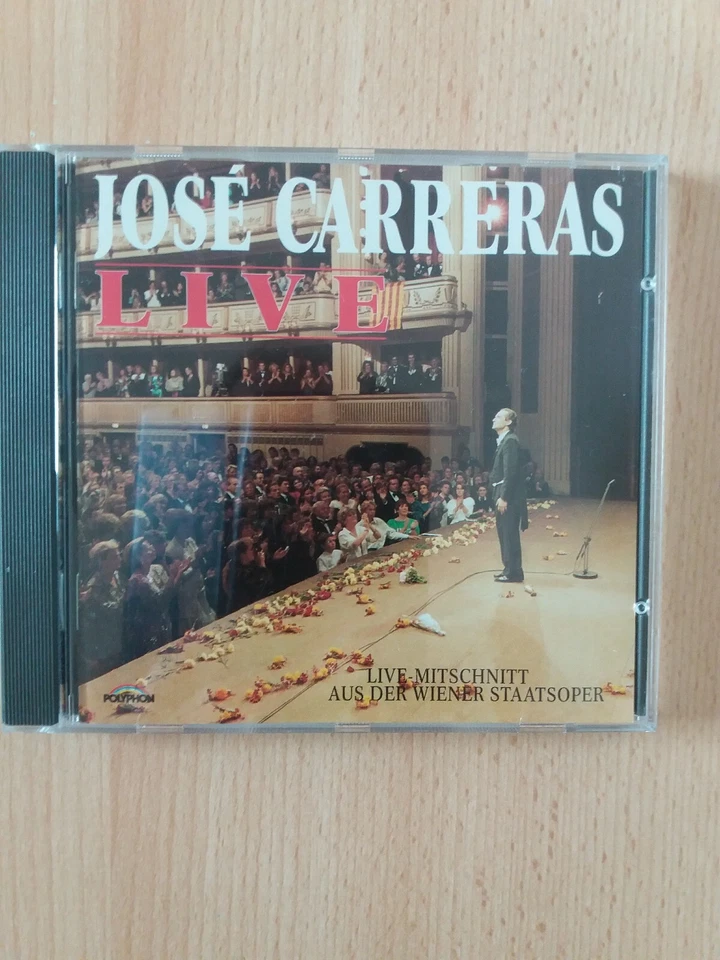 JOSÉ CARRERAS
LIVE
LIVE-MITSCHNITT
AUS DER WIENER STAATSOPER
POLYPHON